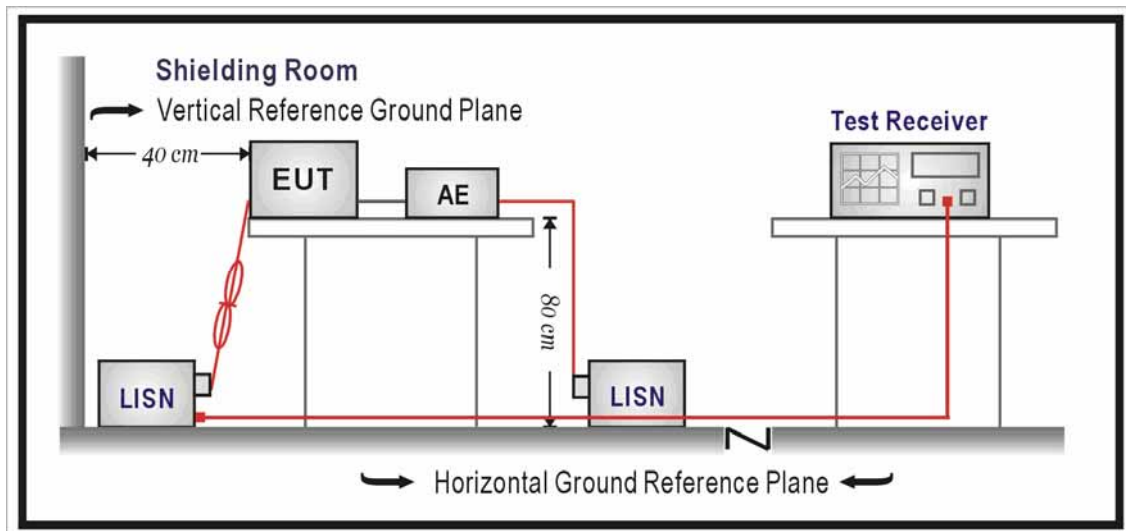 Shielding Room
Vertical Reference Ground Plane
Test Receiver
40 cm
EUT
AE
80 cm
LISN
LISN
Horizontal Ground Reference Plane